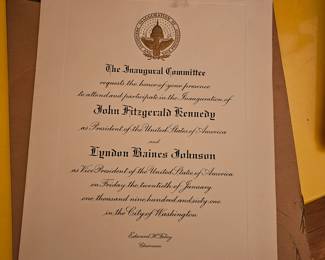 The Inaugural Committee
requests the honor of your presence
to attend and participate in the Inauguration of
John Fitzgerald Kennedy
as President of the United States of America
and
Lyndon Baines Johnson
as Vice President of the United States of America
on Friday the twentieth of January
one thousand nine hundred and sixty one
in the City of Washington
Chairman